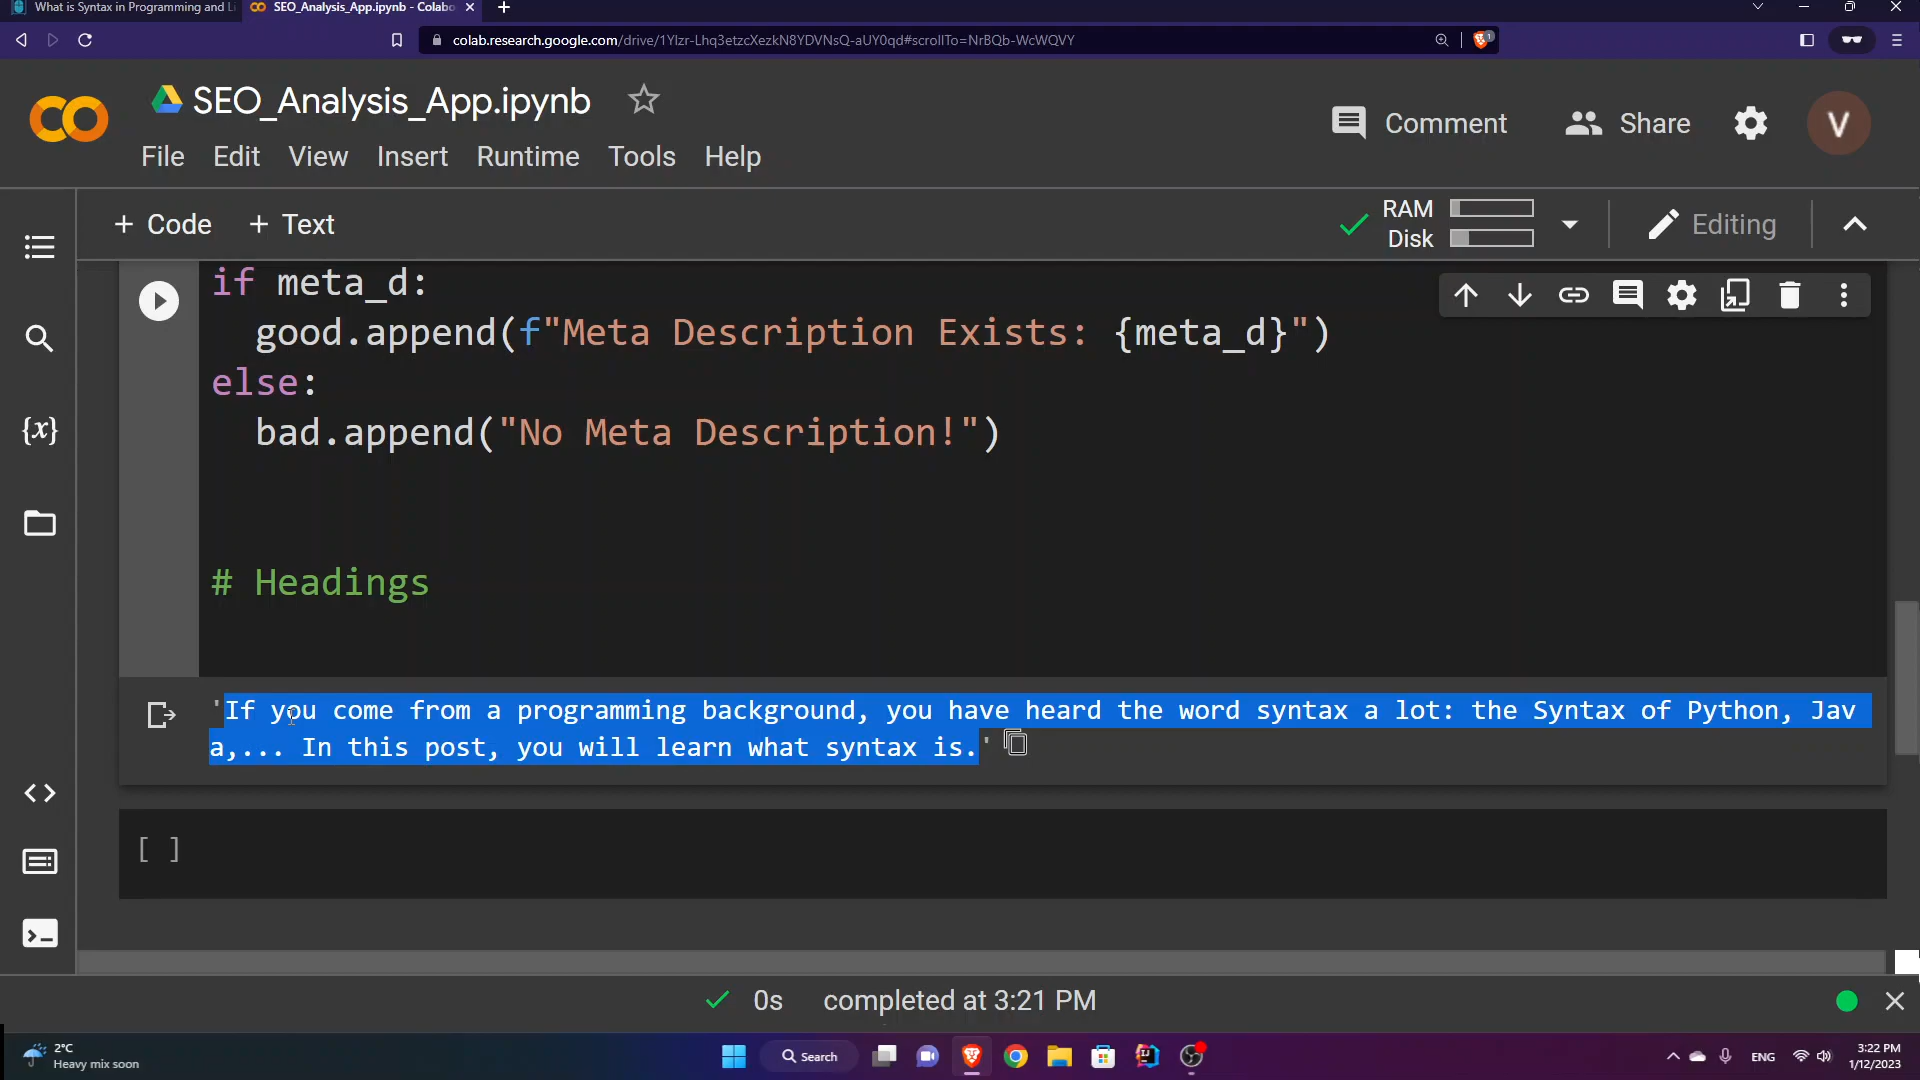 What is Syntax in Programming and Li
SEO_Analysis_App.ipynb - Colabo
colab.research.google.com/drive/1Ylzr-Lhq3etzcXezkN8YDVNsQ-aUY0qd#scrollTo=NrBQb-WcWQVY
1
SEO_Analysis_App.ipynb
Comment
Share
V
File Edit View Insert Runtime Tools Help
+ Code + Text
RAM
Disk
Editing
if meta_d:
good.append(f"Meta Description Exists: {meta_d}")
else:
bad.append("No Meta Description!")
# Headings
{x}
'If you come from a programming background, you have heard the word syntax a lot: the Syntax of Python, Jav
a,... In this post, you will learn what syntax is.'
[ ]
0s completed at 3:21 PM
2°C
Heavy mix soon
Search
ENG
3:22 PM
1/12/2023